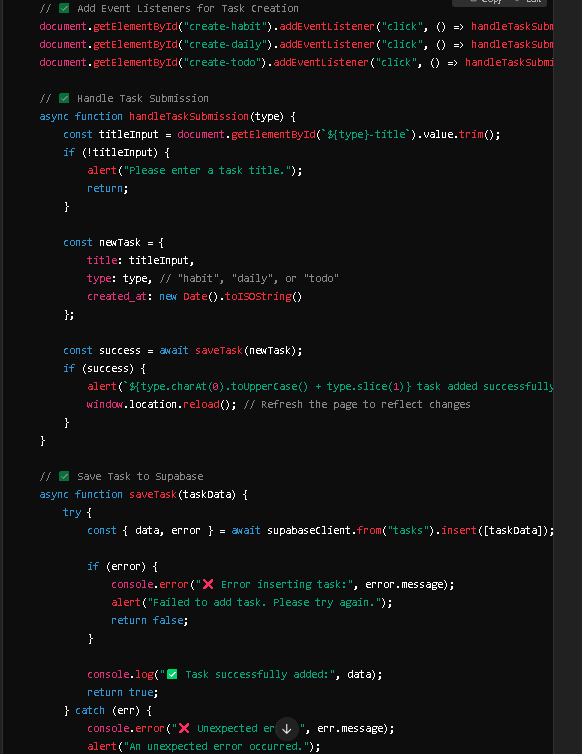 // ✅ Add Event Listeners for Task Creation
document.getElementById("create-habit").addEventListener("click", () => handleTaskSubm
document.getElementById("create-daily").addEventListener("click", () => handleTaskSubm
document.getElementById("create-todo").addEventListener("click", () => handleTaskSubmi
// ✅ Handle Task Submission
async function handleTaskSubmission(type) {
const titleInput = document.getElementById(`${type}-title`).value.trim();
if (!titleInput) {
alert("Please enter a task title.");
return;
}
const newTask = {
title: titleInput,
type: type, // "habit", "daily", or "todo"
created_at: new Date().toISOString()
};
const success = await saveTask(newTask);
if (success) {
alert(`${type.charAt(0).toUpperCase() + type.slice(1)} task added successfully
window.location.reload(); // Refresh the page to reflect changes
}
}
// ✅ Save Task to Supabase
async function saveTask(taskData) {
try {
const { data, error } = await supabaseClient.from("tasks").insert([taskData]);
if (error) {
console.error("❌ Error inserting task:", error.message);
alert("Failed to add task. Please try again.");
return false;
}
console.log("✅ Task successfully added:", data);
return true;
} catch (err) {
console.error("❌ Unexpected er ", err.message);
alert("An unexpected error occurred.");